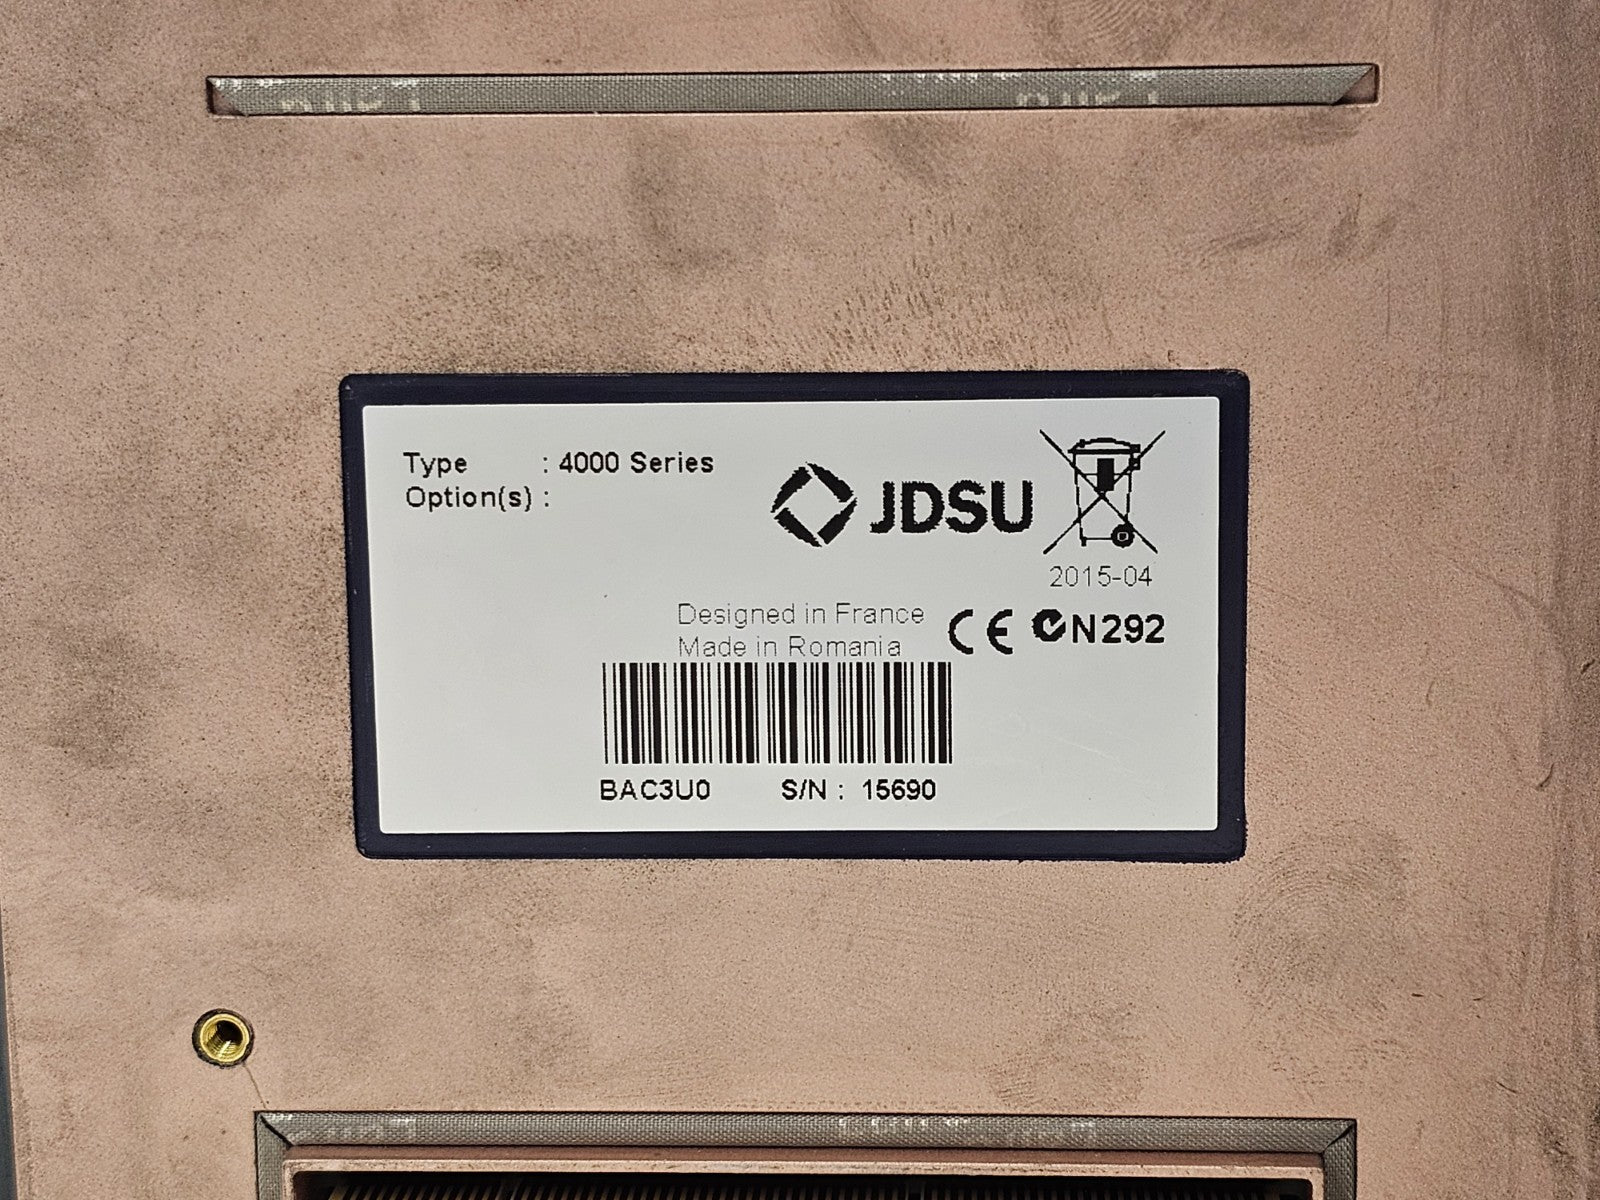 Type : 4000 Series
Option(s) :
JDSU
2015-04
Designed in France
Made in Romania
CE N292
BAC3U0 S/N : 15690